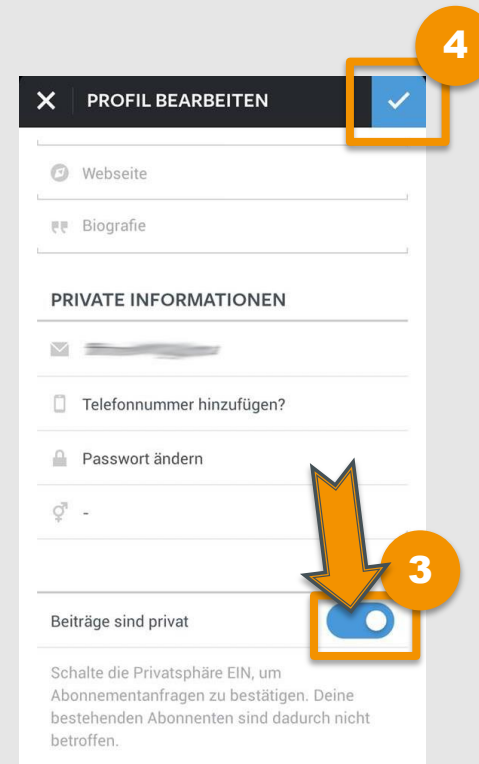 4
PROFIL BEARBEITEN
Webseite
Biografie
PRIVATE INFORMATIONEN
Telefonnummer hinzufügen?
Passwort ändern
-
3
Beiträge sind privat
Schalte die Privatsphäre EIN, um
Abonnementanfragen zu bestätigen. Deine
bestehenden Abonnenten sind dadurch nicht
betroffen.